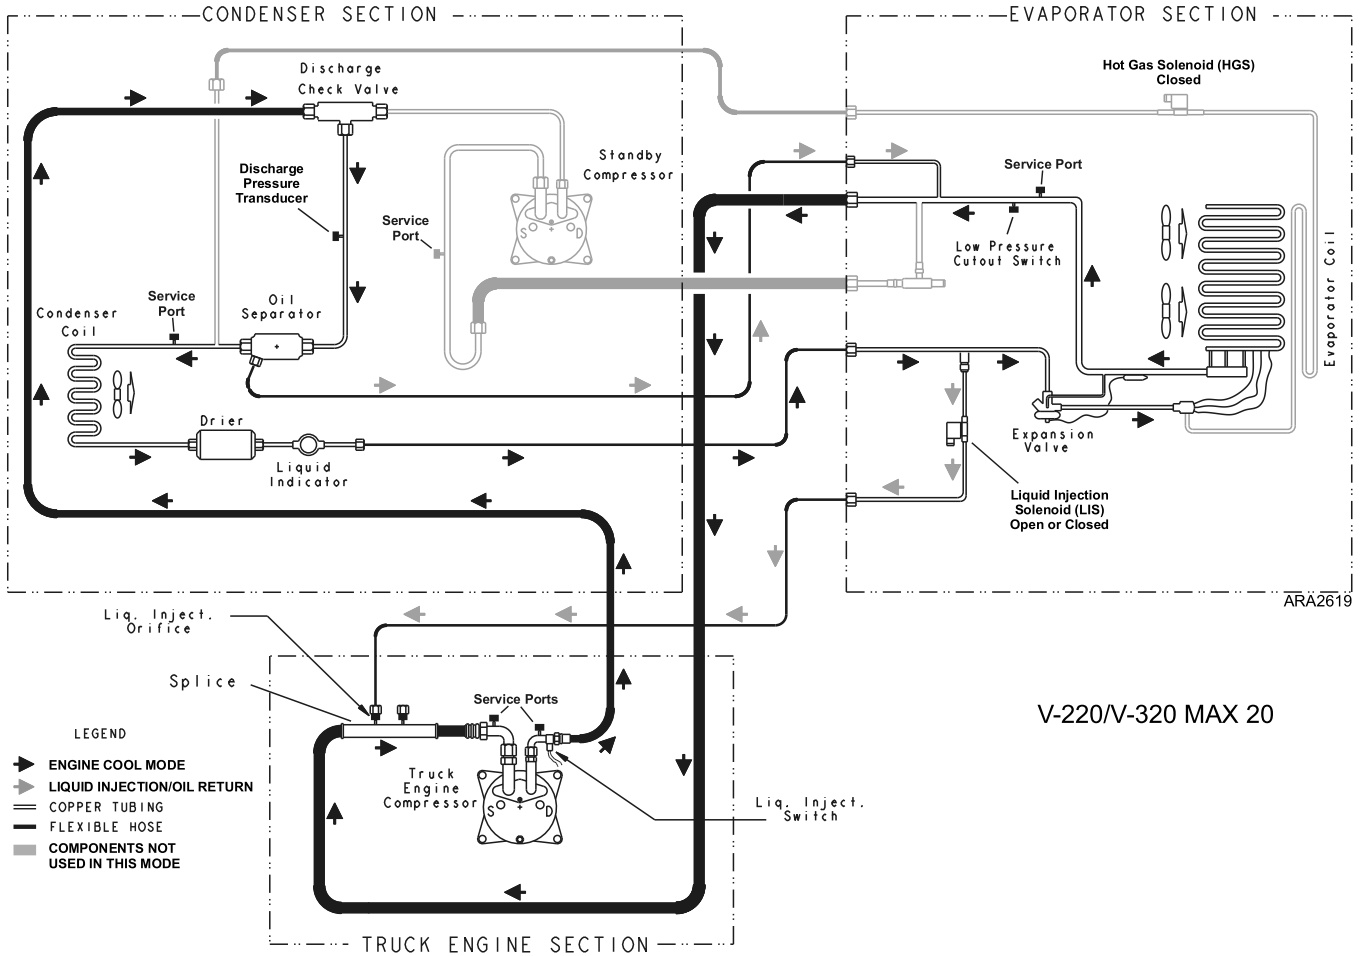 CONDENSER SECTION
EVAPORATOR SECTION
Discharge
Check Valve
Hot Gas Solenoid (HGS)
Closed
Standby
Compressor
Service Port
Discharge
Pressure
Transducer
Service
Port
Low Pressure
Cutout Switch
Evaporator Coil
Service
Port
Oil
Separator
Condenser
Coil
S
D
Drier
Liquid
Indicator
Expansion
Valve
Liquid Injection
Solenoid (LIS)
Open or Closed
ARA2619
Liq. Inject.
Orifice
Splice
Service Ports
V-220/V-320 MAX 20
LEGEND
ENGINE COOL MODE
LIQUID INJECTION/OIL RETURN
COPPER TUBING
FLEXIBLE HOSE
COMPONENTS NOT
USED IN THIS MODE
Truck
Engine
Compressor
S
D
Liq. Inject.
Switch
TRUCK ENGINE SECTION